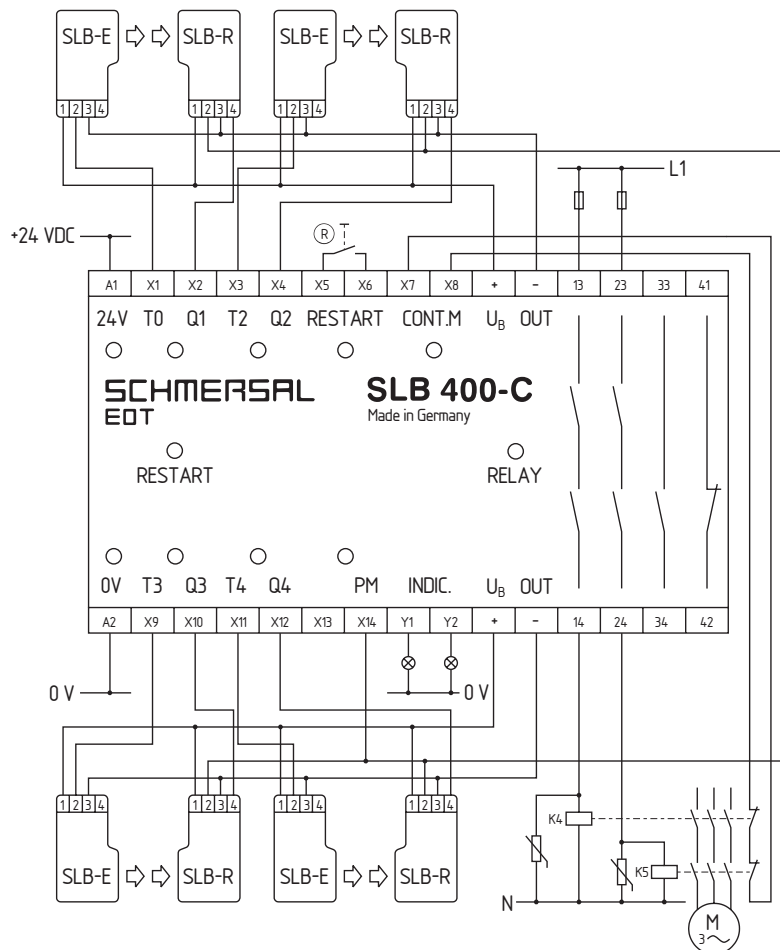 SLB-E SLB-R SLB-E SLB-R
1 2 3 4 1 2 3 4 1 2 3 4 1 2 3 4
L1
+24 VDC
R
A1 X1 X2 X3 X4 X5 X6 X7 X8 + - 13 23 33 41
24V T0 Q1 T2 Q2 RESTART CONT.M UB OUT
SCHMERSAL
EOT
SLB 400-C
Made in Germany
RESTART RELAY
0V T3 Q3 T4 Q4 PM INDIC. UB OUT
A2 X9 X10 X11 X12 X13 X14 Y1 Y2 + - 14 24 34 42
0 V 0 V
1 2 3 4 1 2 3 4 1 2 3 4 1 2 3 4
SLB-E SLB-R SLB-E SLB-R
K4
K5
N
M
3~